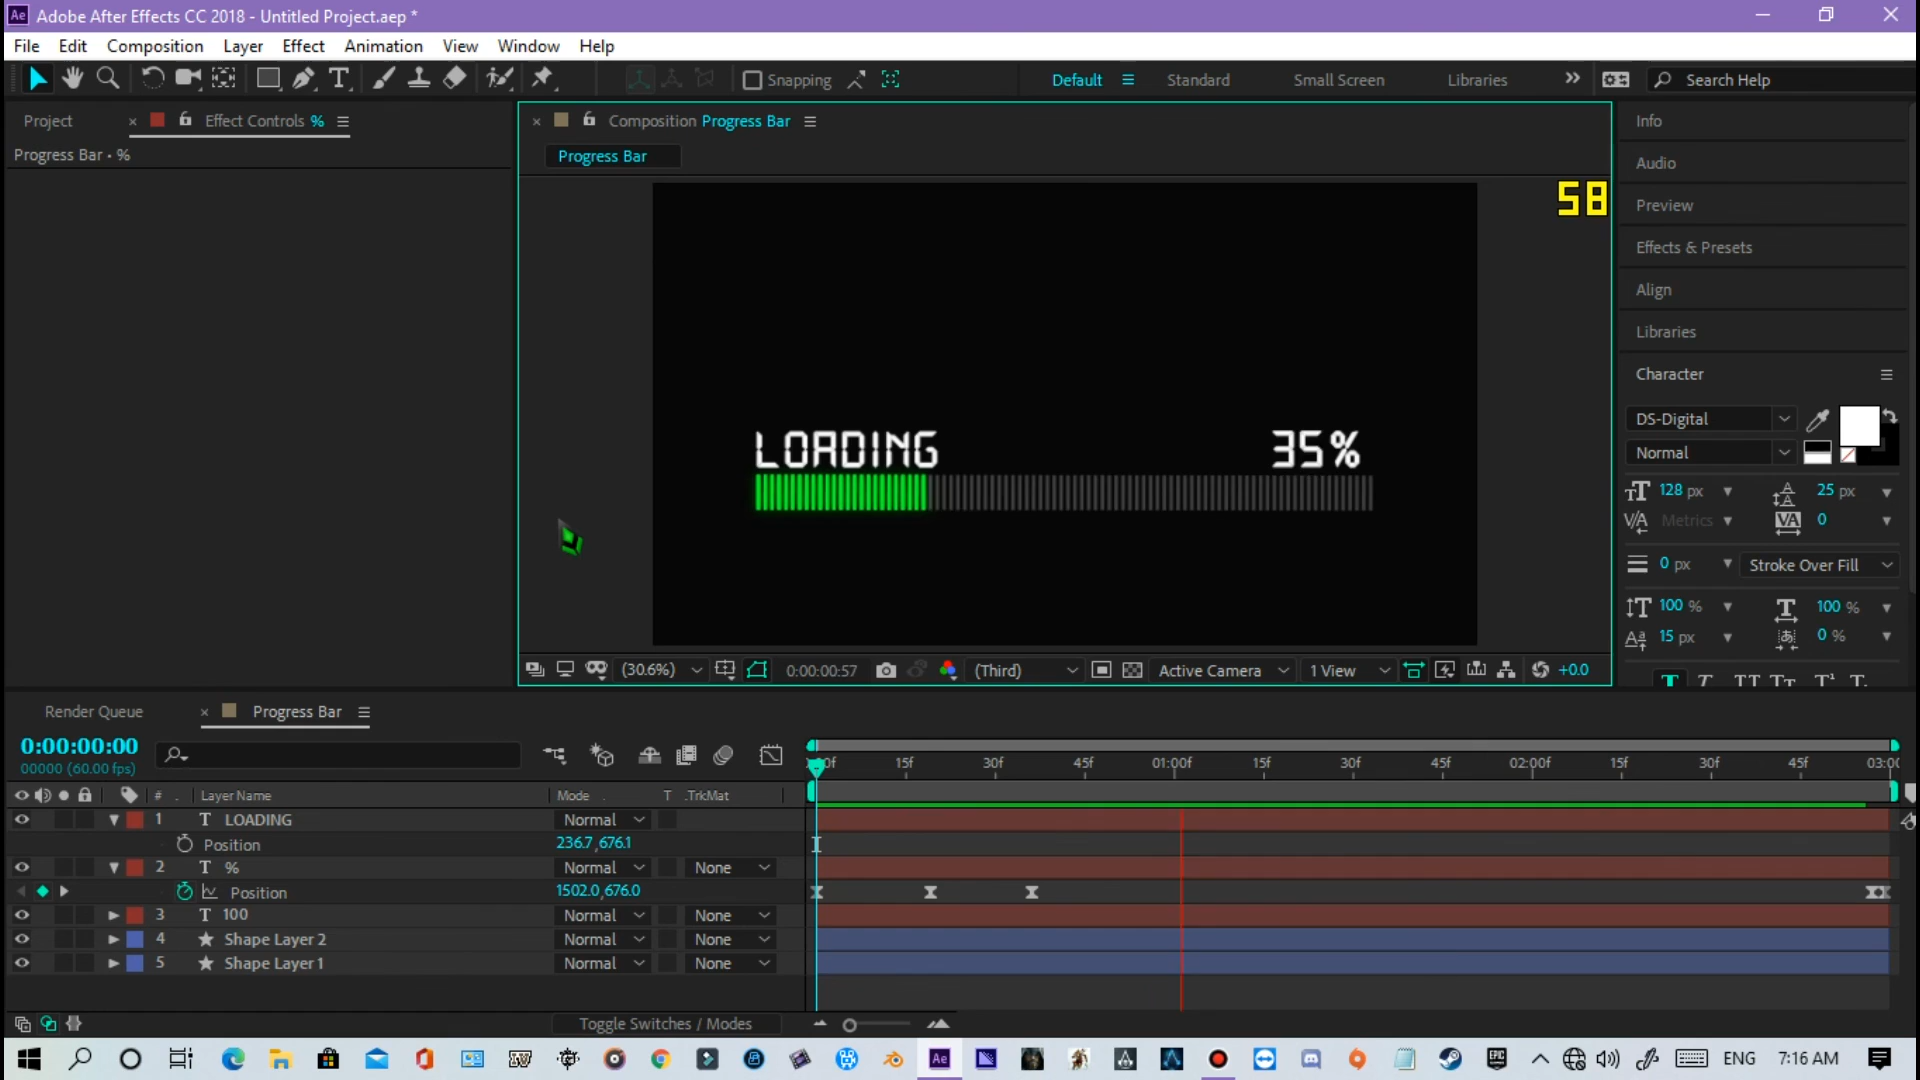 Adobe After Effects CC 2018 - Untitled Project.aep *
File Edit Composition Layer Effect Animation View Window Help
Snapping Default Standard Small Screen Libraries Search Help
Project Effect Controls %
Progress Bar • %
Composition Progress Bar
Progress Bar
58
LOADING 35%
(30.6%) 0:00:00:57 (Third) Active Camera 1 View +0.0
Info
Audio
Preview
Effects & Presets
Align
Libraries
Character
DS-Digital
Normal
128 px 25 px
Metrics 0
0 px Stroke Over Fill
100 % 100 %
15 px 0 %
Render Queue Progress Bar
0:00:00:00
00000 (60.00 fps)
15f 30f 45f 01:00f 15f 30f 45f 02:00f 15f 30f 45f
# Layer Name Mode T .TrkMat
1 T LOADING Normal
Position 236.7,676.1
2 T % Normal None
Position 1502.0,676.0
3 T 100 Normal None
4 Shape Layer 2 Normal None
5 Shape Layer 1 Normal None
Toggle Switches / Modes
Ae ENG 7:16 AM